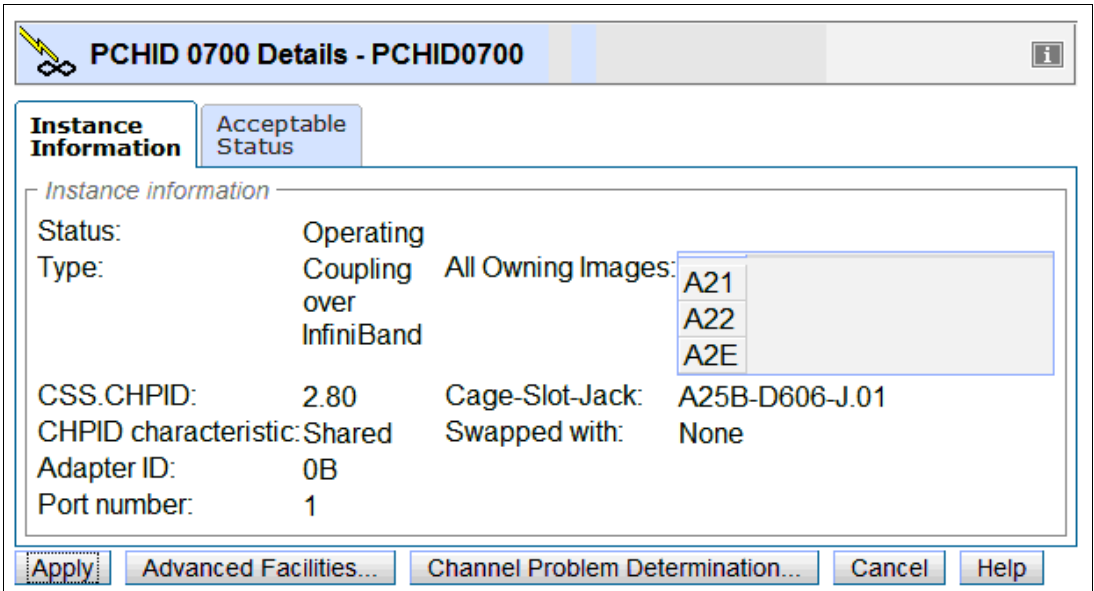 PCHID 0700 Details - PCHID0700
i
Instance
Information
Acceptable
Status
Instance information
Status: Operating
Type: Coupling over InfiniBand
All Owning Images:
A21
A22
A2E
CSS.CHPID: 2.80 Cage-Slot-Jack: A25B-D606-J.01
CHPID characteristic: Shared Swapped with: None
Adapter ID: 0B
Port number: 1
Apply Advanced Facilities... Channel Problem Determination... Cancel Help